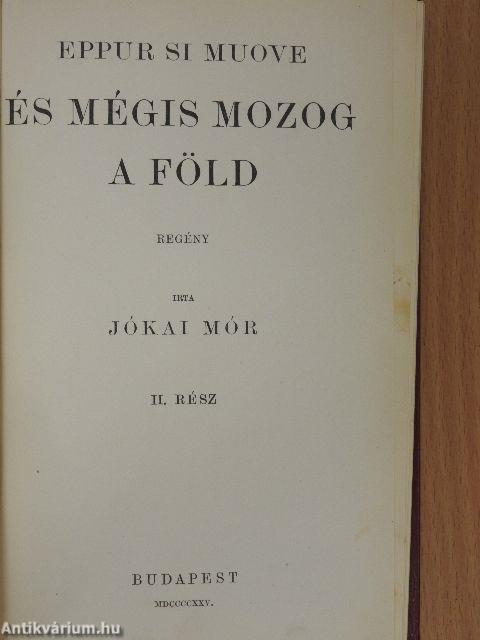 EPPUR SI MUOVE
ÉS MÉGIS MOZOG
A FÖLD
REGÉNY
IRTA
JÓKAI MÓR
II. RÉSZ
BUDAPEST
MDCCCCXXV.
Antikvárium.hu